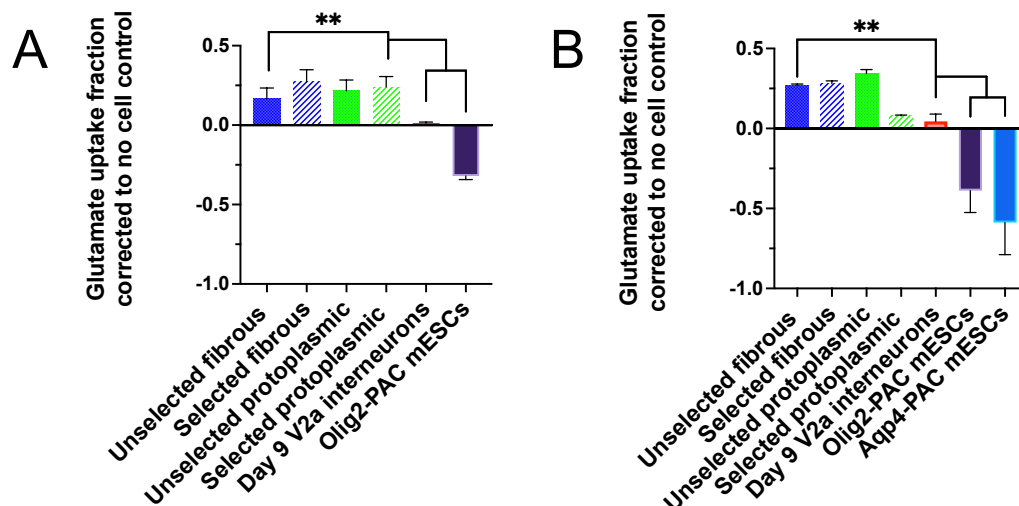 A
Glutamate uptake fraction
corrected to no cell control
**
0.5
0.0
-0.5
-1.0
Unselected fibrous
Selected fibrous
Unselected protoplasmic
Selected protoplasmic
Day 9 V2a interneurons
Olig2-PAC mESCs
B
Glutamate uptake fraction
corrected to no cell control
**
0.5
0.0
-0.5
-1.0
Unselected fibrous
Selected fibrous
Unselected protoplasmic
Selected protoplasmic
Day 9 V2a interneurons
Olig2-PAC mESCs
Aqp4-PAC mESCs